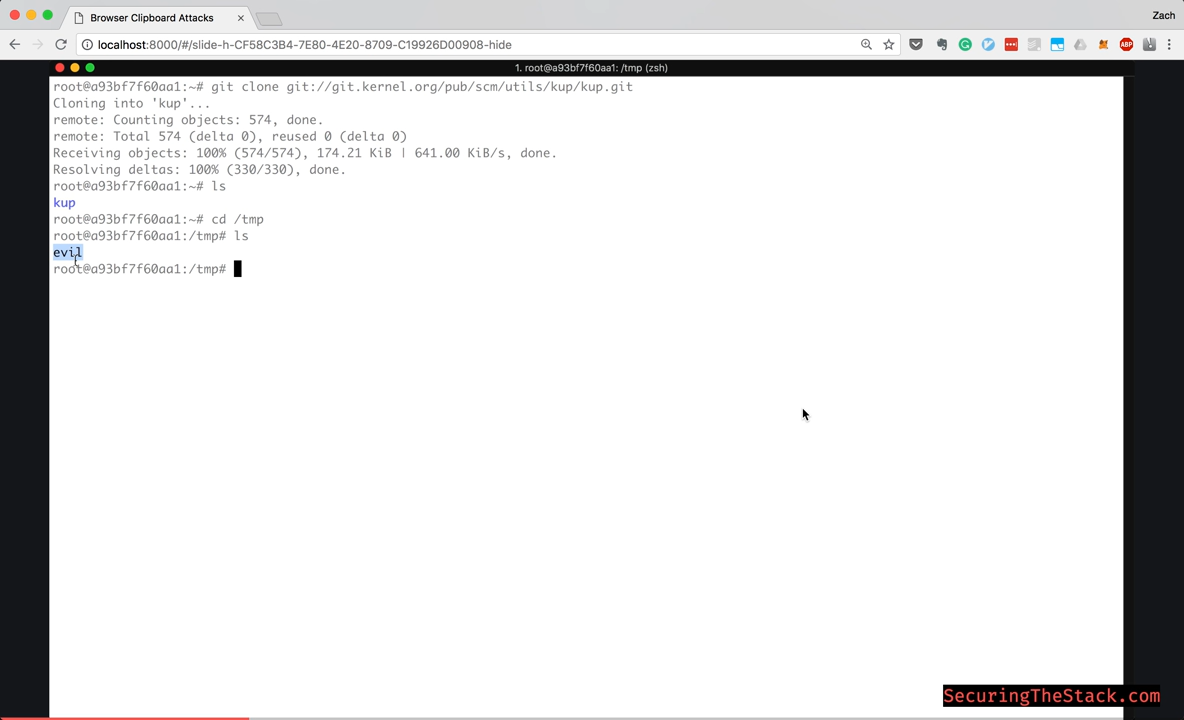 Browser Clipboard Attacks
Zach
localhost:8000/#/slide-h-CF58C3B4-7E80-4E20-8709-C19926D00908-hide
ABP
1. root@a93bf7f60aa1: /tmp (zsh)
root@a93bf7f60aa1:~# git clone git://git.kernel.org/pub/scm/utils/kup/kup.git
Cloning into 'kup'...
remote: Counting objects: 574, done.
remote: Total 574 (delta 0), reused 0 (delta 0)
Receiving objects: 100% (574/574), 174.21 KiB | 641.00 KiB/s, done.
Resolving deltas: 100% (330/330), done.
root@a93bf7f60aa1:~# ls
kup
root@a93bf7f60aa1:~# cd /tmp
root@a93bf7f60aa1:/tmp# ls
evil
root@a93bf7f60aa1:/tmp#
SecuringTheStack.com